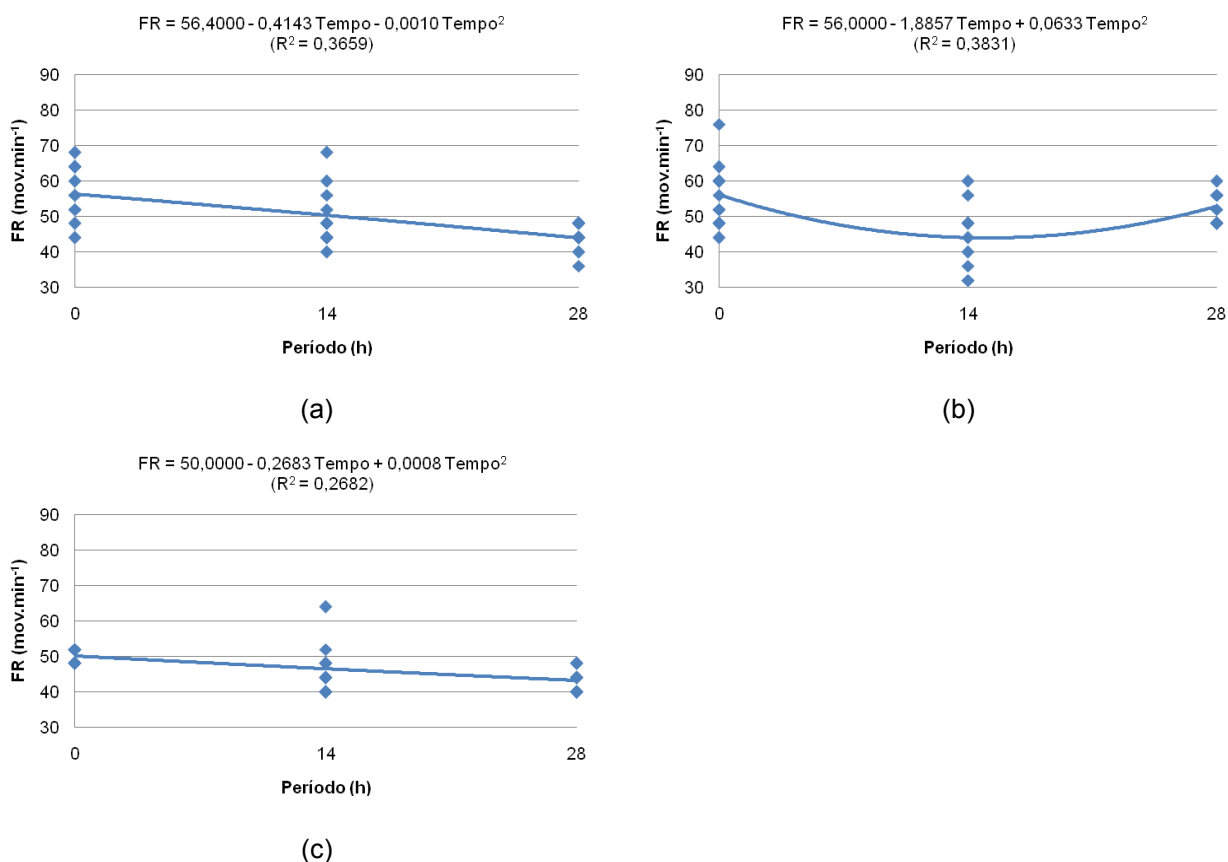 FR = 56,4000 - 0,4143 Tempo - 0,0010 Tempo²
(R² = 0,3659)
90
80
70
60
50
40
30
FR (mov.min⁻¹)
0 14 28
Período (h)
(a)
FR = 56,0000 - 1,8857 Tempo + 0,0633 Tempo²
(R² = 0,3831)
90
80
70
60
50
40
30
FR (mov.min⁻¹)
0 14 28
Período (h)
(b)
FR = 50,0000 - 0,2683 Tempo + 0,0008 Tempo²
(R² = 0,2682)
90
80
70
60
50
40
30
FR (mov.min⁻¹)
0 14 28
Período (h)
(c)